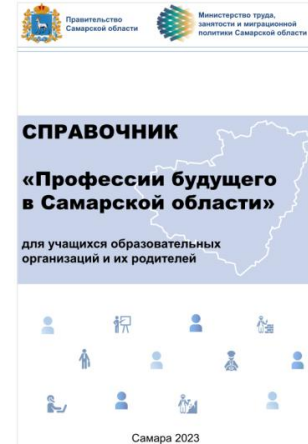 Правительство
Самарской области
Министерство труда,
занятости и миграционной
политики Самарской области
СПРАВОЧНИК
«Профессии будущего
в Самарской области»
для учащихся образовательных
организаций и их родителей
Самара 2023